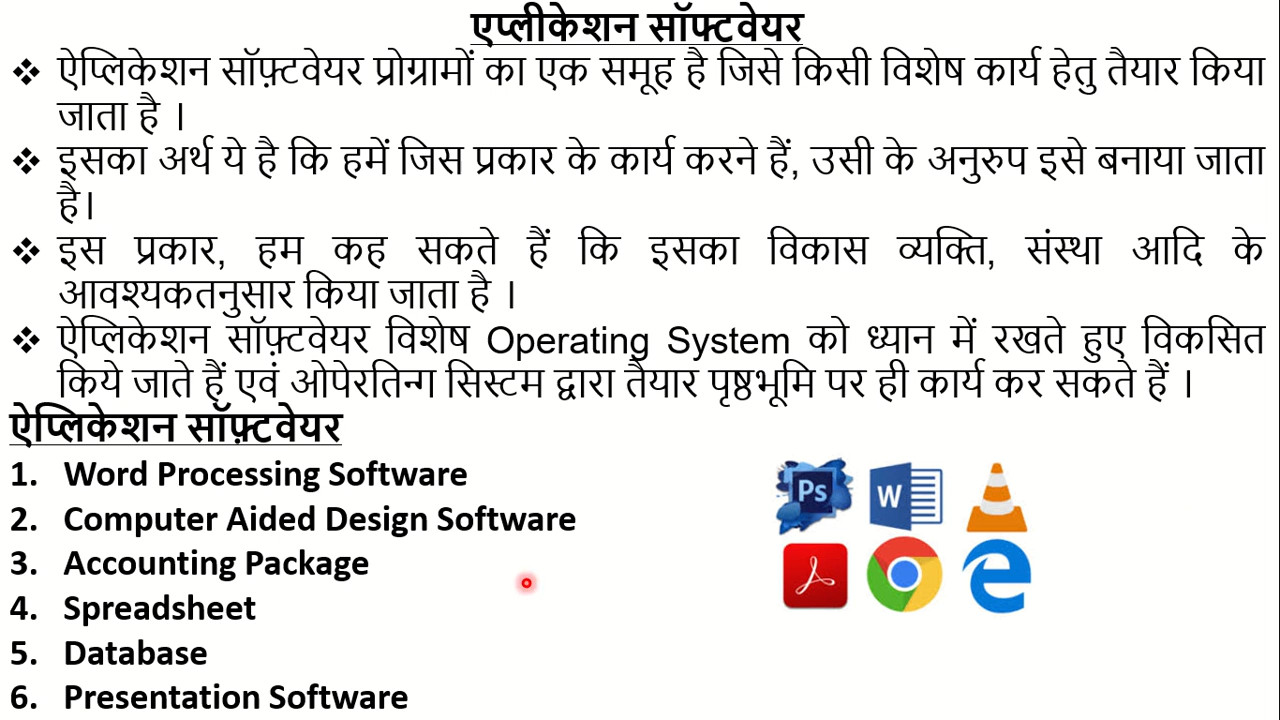 एप्लीकेशन सॉफ्टवेयर
❖ ऐप्लिकेशन सॉफ़्टवेयर प्रोग्रामों का एक समूह है जिसे किसी विशेष कार्य हेतु तैयार किया
जाता है ।
❖ इसका अर्थ ये है कि हमें जिस प्रकार के कार्य करने हैं, उसी के अनुरुप इसे बनाया जाता
है।
❖ इस प्रकार, हम कह सकते हैं कि इसका विकास व्यक्ति, संस्था आदि के
आवश्यकतनुसार किया जाता है ।
❖ ऐप्लिकेशन सॉफ़्टवेयर विशेष Operating System को ध्यान में रखते हुए विकसित
किये जाते हैं एवं ओपेरतिन्ग सिस्टम द्वारा तैयार पृष्ठभूमि पर ही कार्य कर सकते हैं ।
ऐप्लिकेशन सॉफ़्टवेयर
1. Word Processing Software
2. Computer Aided Design Software
3. Accounting Package
4. Spreadsheet
5. Database
6. Presentation Software
Ps W